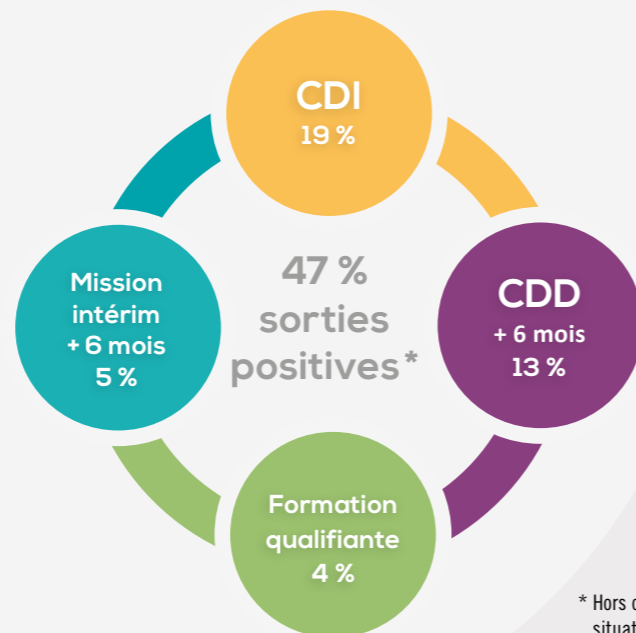 CDI
19 %
47 %
sorties
positives*
Mission
intérim
+ 6 mois
5 %
CDD
+ 6 mois
13 %
Formation
qualifiante
4 %
* Hors